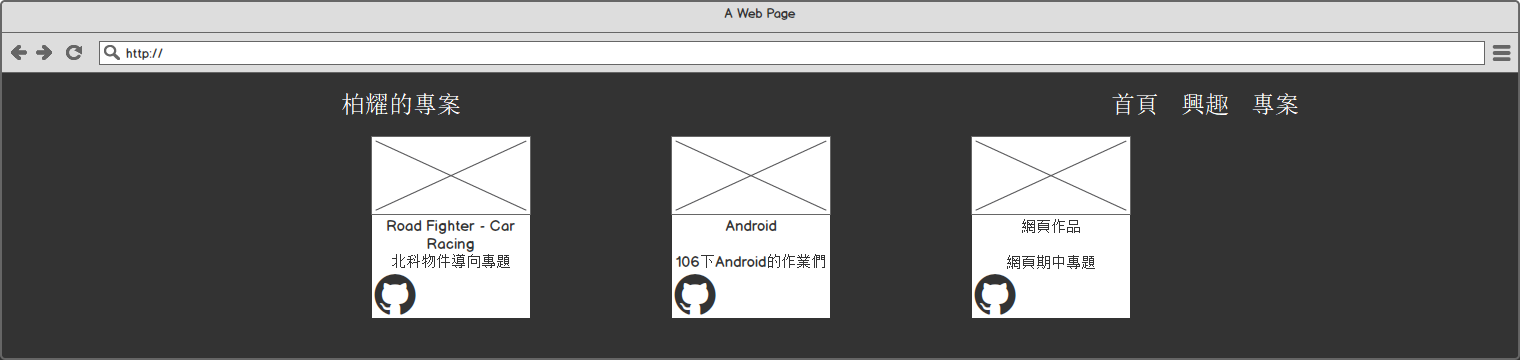 A Web Page
http://
柏耀的專案
首頁 興趣 專案
Road Fighter - Car
Racing
北科物件導向專題
Android
106下Android的作業們
網頁作品
網頁期中專題